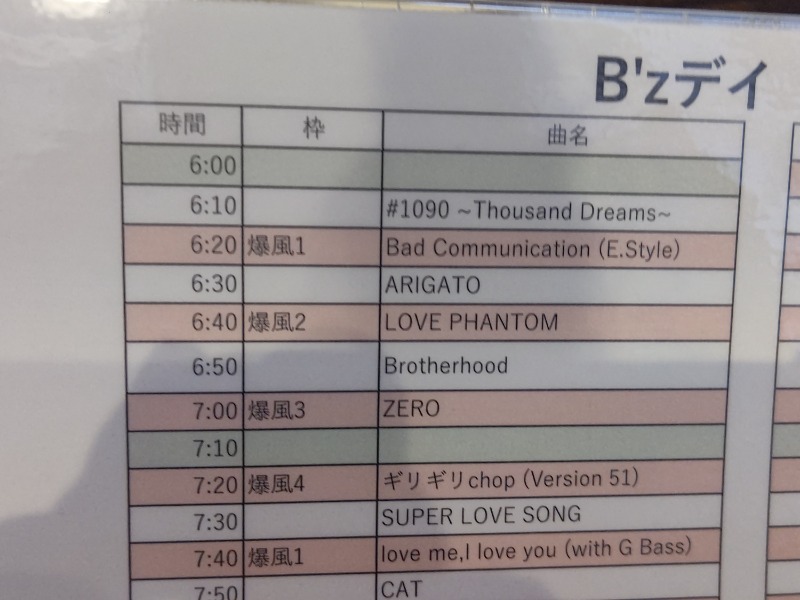 B'zデイ
時間 枠 曲名
6:00
6:10 #1090 ~Thousand Dreams~
6:20 爆風1 Bad Communication (E.Style)
6:30 ARIGATO
6:40 爆風2 LOVE PHANTOM
6:50 Brotherhood
7:00 爆風3 ZERO
7:10
7:20 爆風4 ギリギリchop (Version 51)
7:30 SUPER LOVE SONG
7:40 爆風1 love me,I love you (with G Bass)
7:50 CAT